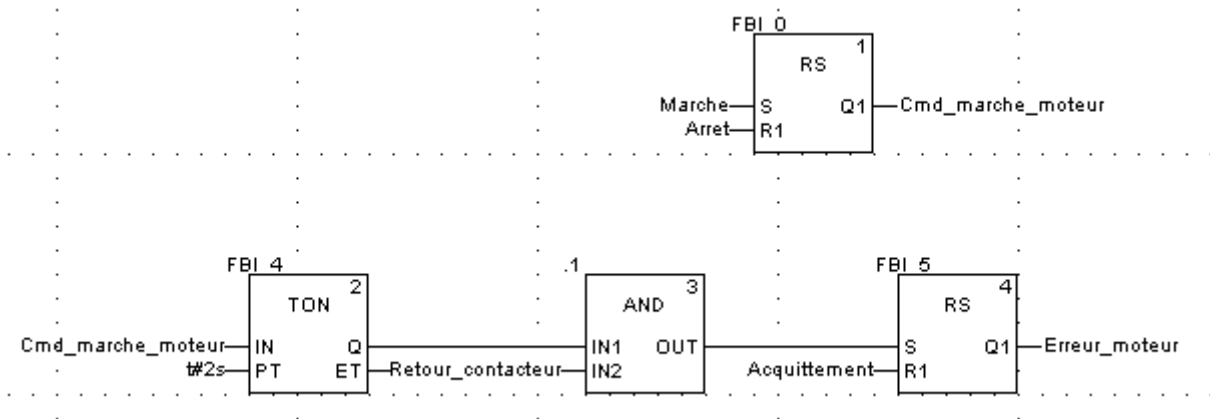 FBI_0
1
RS
Marche S Q1 Cmd_marche_moteur
Arret R1
FBI_4
2
TON
Cmd_marche_moteur IN Q
t#2s PT ET
.1
3
AND
IN1 OUT
Retour_contacteur IN2
FBI_5
4
RS
S Q1 Erreur_moteur
Acquittement R1